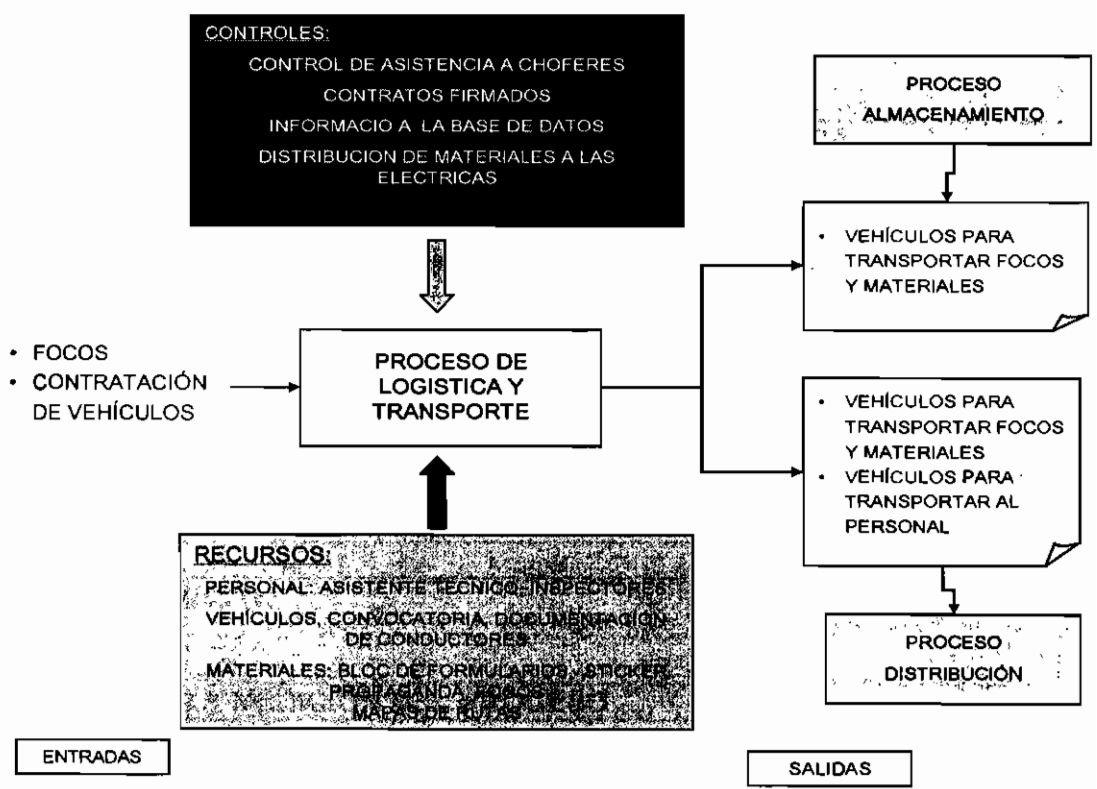 CONTROLES:
CONTROL DE ASISTENCIA A CHOFERES
CONTRATOS FIRMADOS
INFORMACIO A LA BASE DE DATOS
DISTRIBUCION DE MATERIALES A LAS
ELECTRICAS
PROCESO
ALMACENAMIENTO
• VEHÍCULOS PARA
TRANSPORTAR FOCOS
Y MATERIALES
• FOCOS
• CONTRATACIÓN
DE VEHÍCULOS
PROCESO DE
LOGISTICA Y
TRANSPORTE
• VEHÍCULOS PARA
TRANSPORTAR FOCOS
Y MATERIALES
• VEHÍCULOS PARA
TRANSPORTAR AL
PERSONAL
RECURSOS:
PERSONAL: ASISTENTE TECNICO, INSPECTORES
VEHÍCULOS, CONVOCATORIA, DOCUMENTACIÓN
DE CONDUCTORES
MATERIALES: BLOC DE FORMULARIOS, STICKER,
PROPAGANDA, FOCOS
MAPAS DE RUTAS
PROCESO
DISTRIBUCIÓN
ENTRADAS
SALIDAS